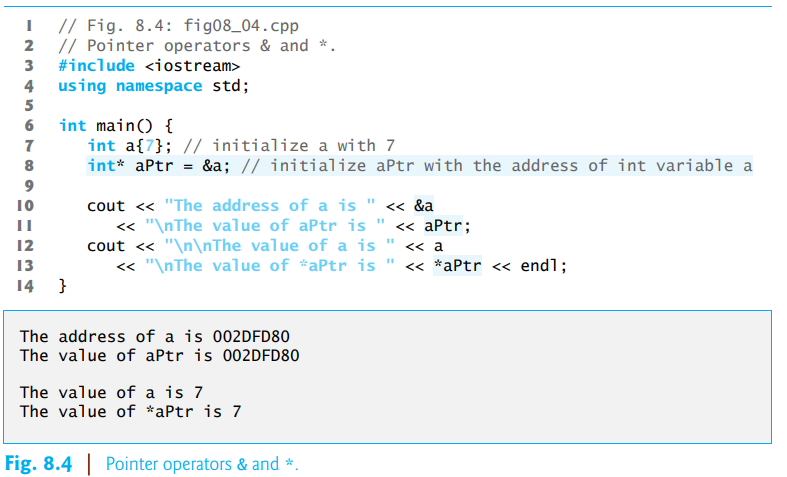 1 // Fig. 8.4: fig08_04.cpp
2 // Pointer operators & and *.
3 #include <iostream>
4 using namespace std;
5
6 int main() {
7    int a{7}; // initialize a with 7
8    int* aPtr = &a; // initialize aPtr with the address of int variable a
9
10    cout << "The address of a is " << &a
11       << "\nThe value of aPtr is " << aPtr;
12    cout << "\n\nThe value of a is " << a
13       << "\nThe value of *aPtr is " << *aPtr << endl;
14 }
The address of a is 002DFD80
The value of aPtr is 002DFD80
The value of a is 7
The value of *aPtr is 7
Fig. 8.4 | Pointer operators & and *.